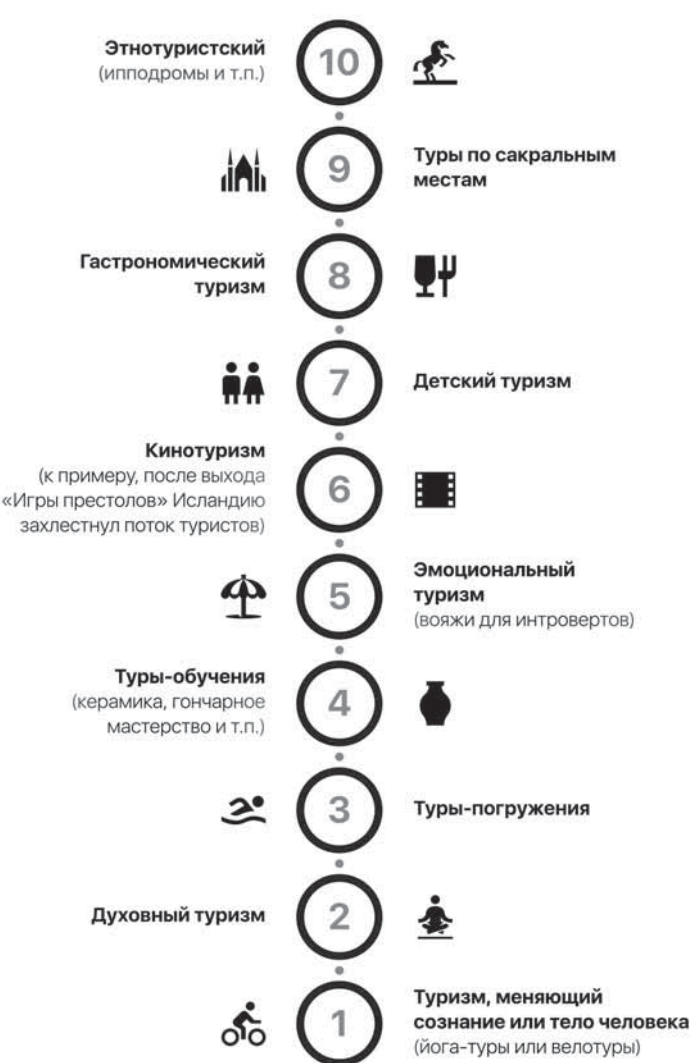 Этнотуристский
(ипподромы и т.п.)
10
9
Туры по сакральным
местам
Гастрономический
туризм
8
7
Детский туризм
Кинотуризм
(к примеру, после выхода
«Игры престолов» Исландию
захлестнул поток туристов)
6
5
Эмоциональный
туризм
(вояжи для интровертов)
Туры-обучения
(керамика, гончарное
мастерство и т.п.)
4
3
Туры-погружения
Духовный туризм
2
1
Туризм, меняющий
сознание или тело человека
(йога-туры или велотуры)